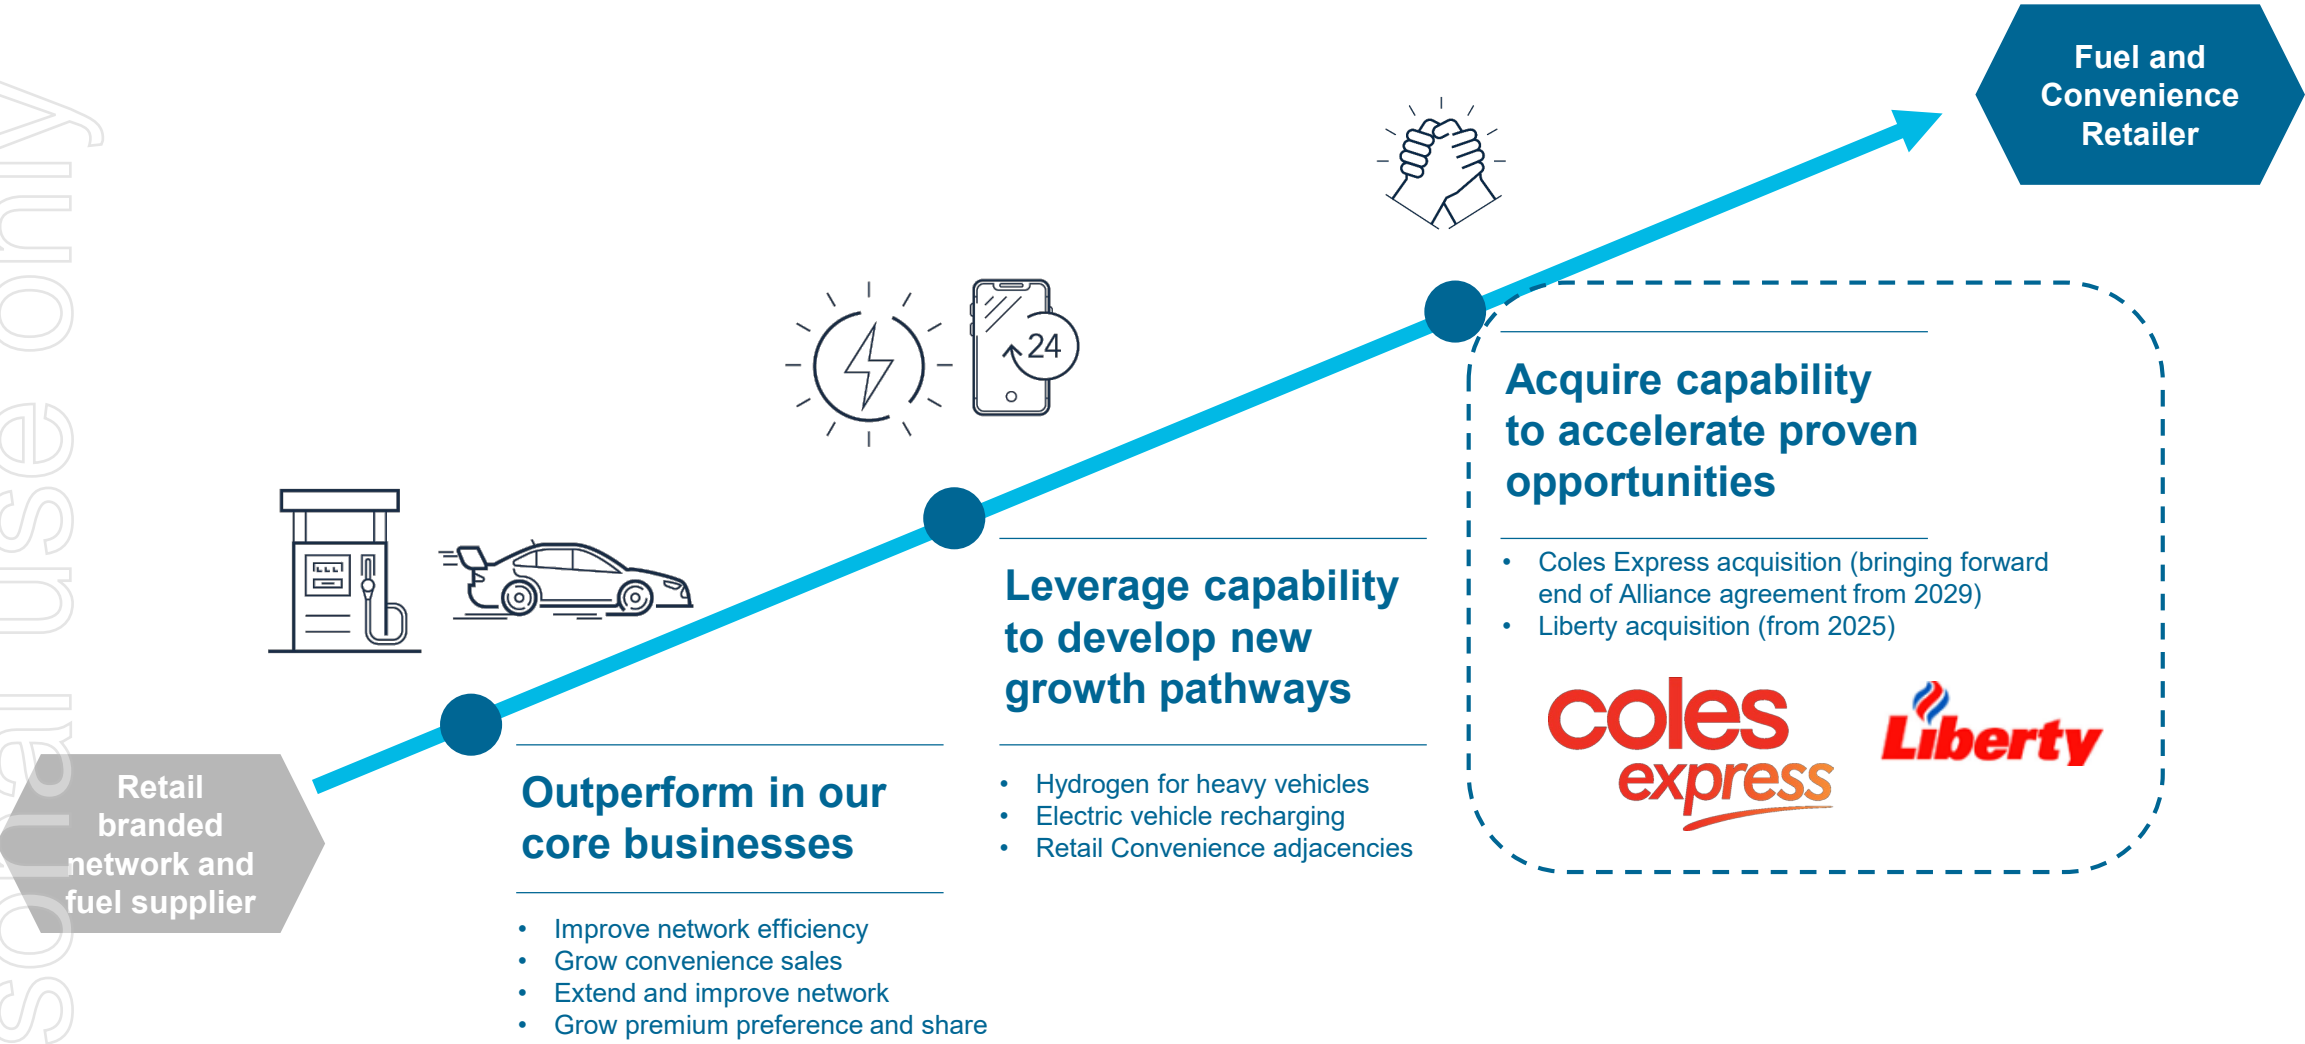 Fuel and
Convenience
Retailer
24
Acquire capability
to accelerate proven
opportunities
• Coles Express acquisition (bringing forward
end of Alliance agreement from 2029)
• Liberty acquisition (from 2025)
coles
express
Liberty
Leverage capability
to develop new
growth pathways
• Hydrogen for heavy vehicles
• Electric vehicle recharging
• Retail Convenience adjacencies
Outperform in our
core businesses
• Improve network efficiency
• Grow convenience sales
• Extend and improve network
• Grow premium preference and share
Retail
branded
network and
fuel supplier
sonal use only